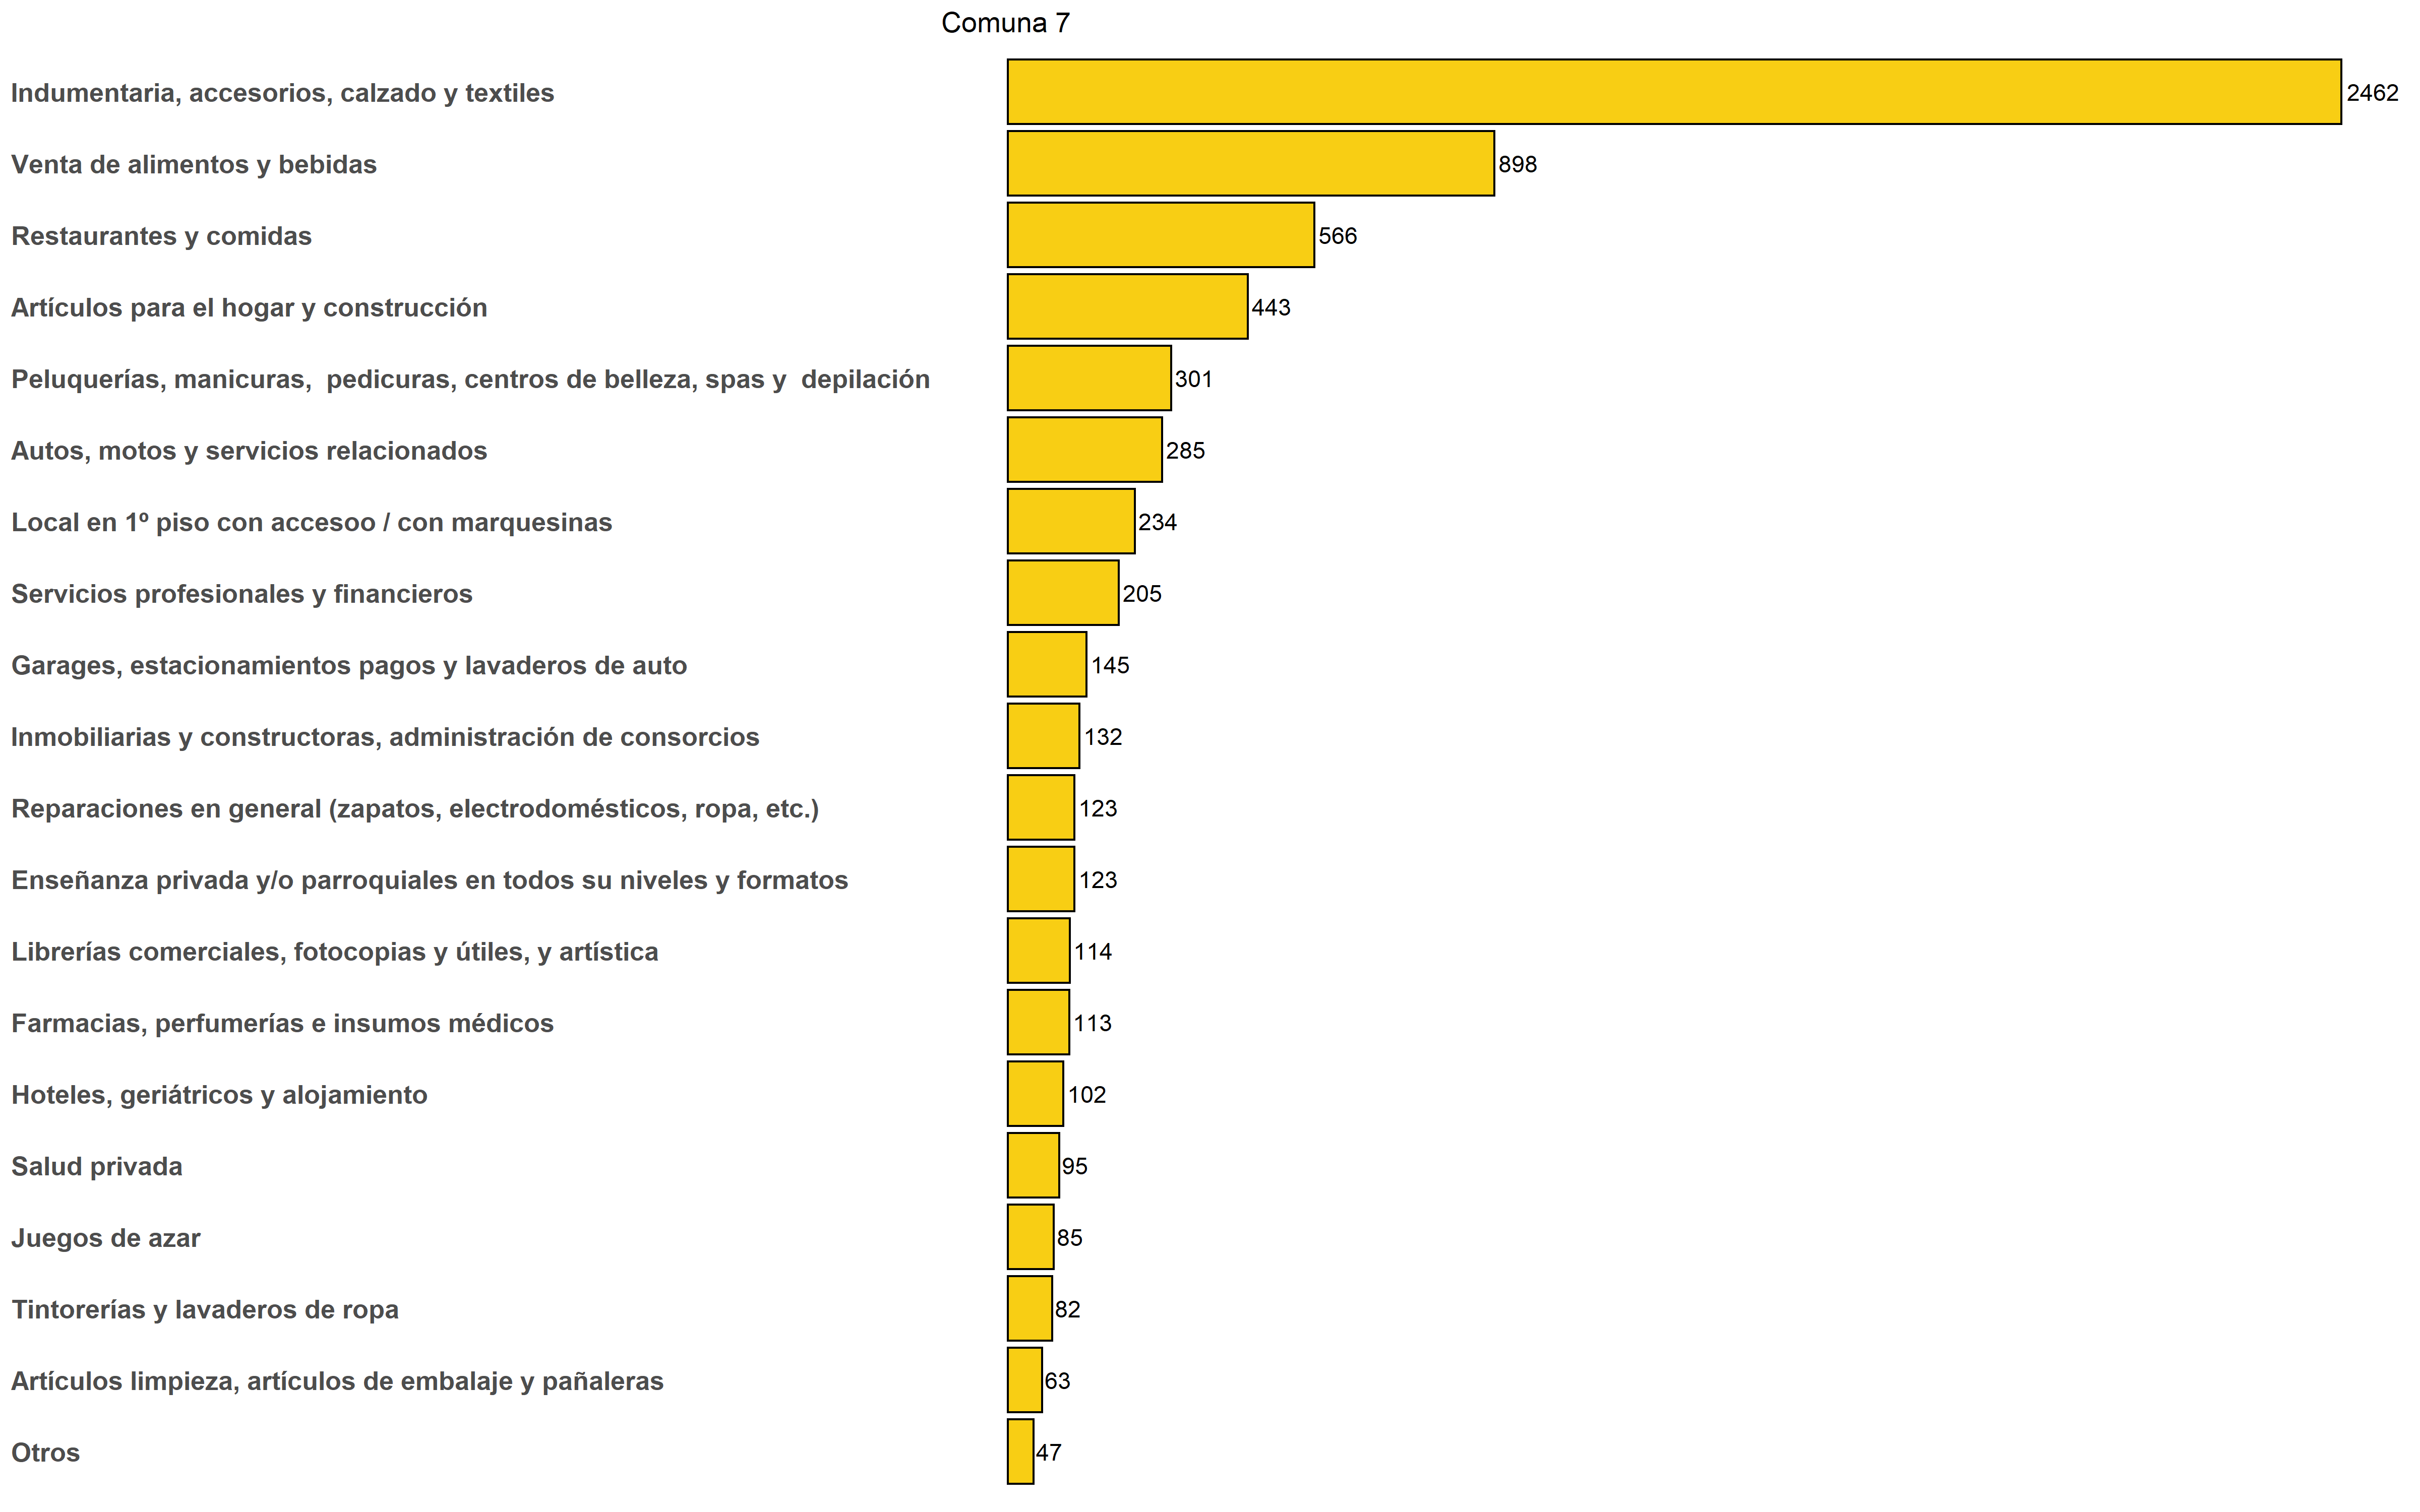 Comuna 7
Indumentaria, accesorios, calzado y textiles 2462
Venta de alimentos y bebidas 898
Restaurantes y comidas 566
Artículos para el hogar y construcción 443
Peluquerías, manicuras,  pedicuras, centros de belleza, spas y  depilación 301
Autos, motos y servicios relacionados 285
Local en 1º piso con accesoo / con marquesinas 234
Servicios profesionales y financieros 205
Garages, estacionamientos pagos y lavaderos de auto 145
Inmobiliarias y constructoras, administración de consorcios 132
Reparaciones en general (zapatos, electrodomésticos, ropa, etc.) 123
Enseñanza privada y/o parroquiales en todos su niveles y formatos 123
Librerías comerciales, fotocopias y útiles, y artística 114
Farmacias, perfumerías e insumos médicos 113
Hoteles, geriátricos y alojamiento 102
Salud privada 95
Juegos de azar 85
Tintorerías y lavaderos de ropa 82
Artículos limpieza, artículos de embalaje y pañaleras 63
Otros 47